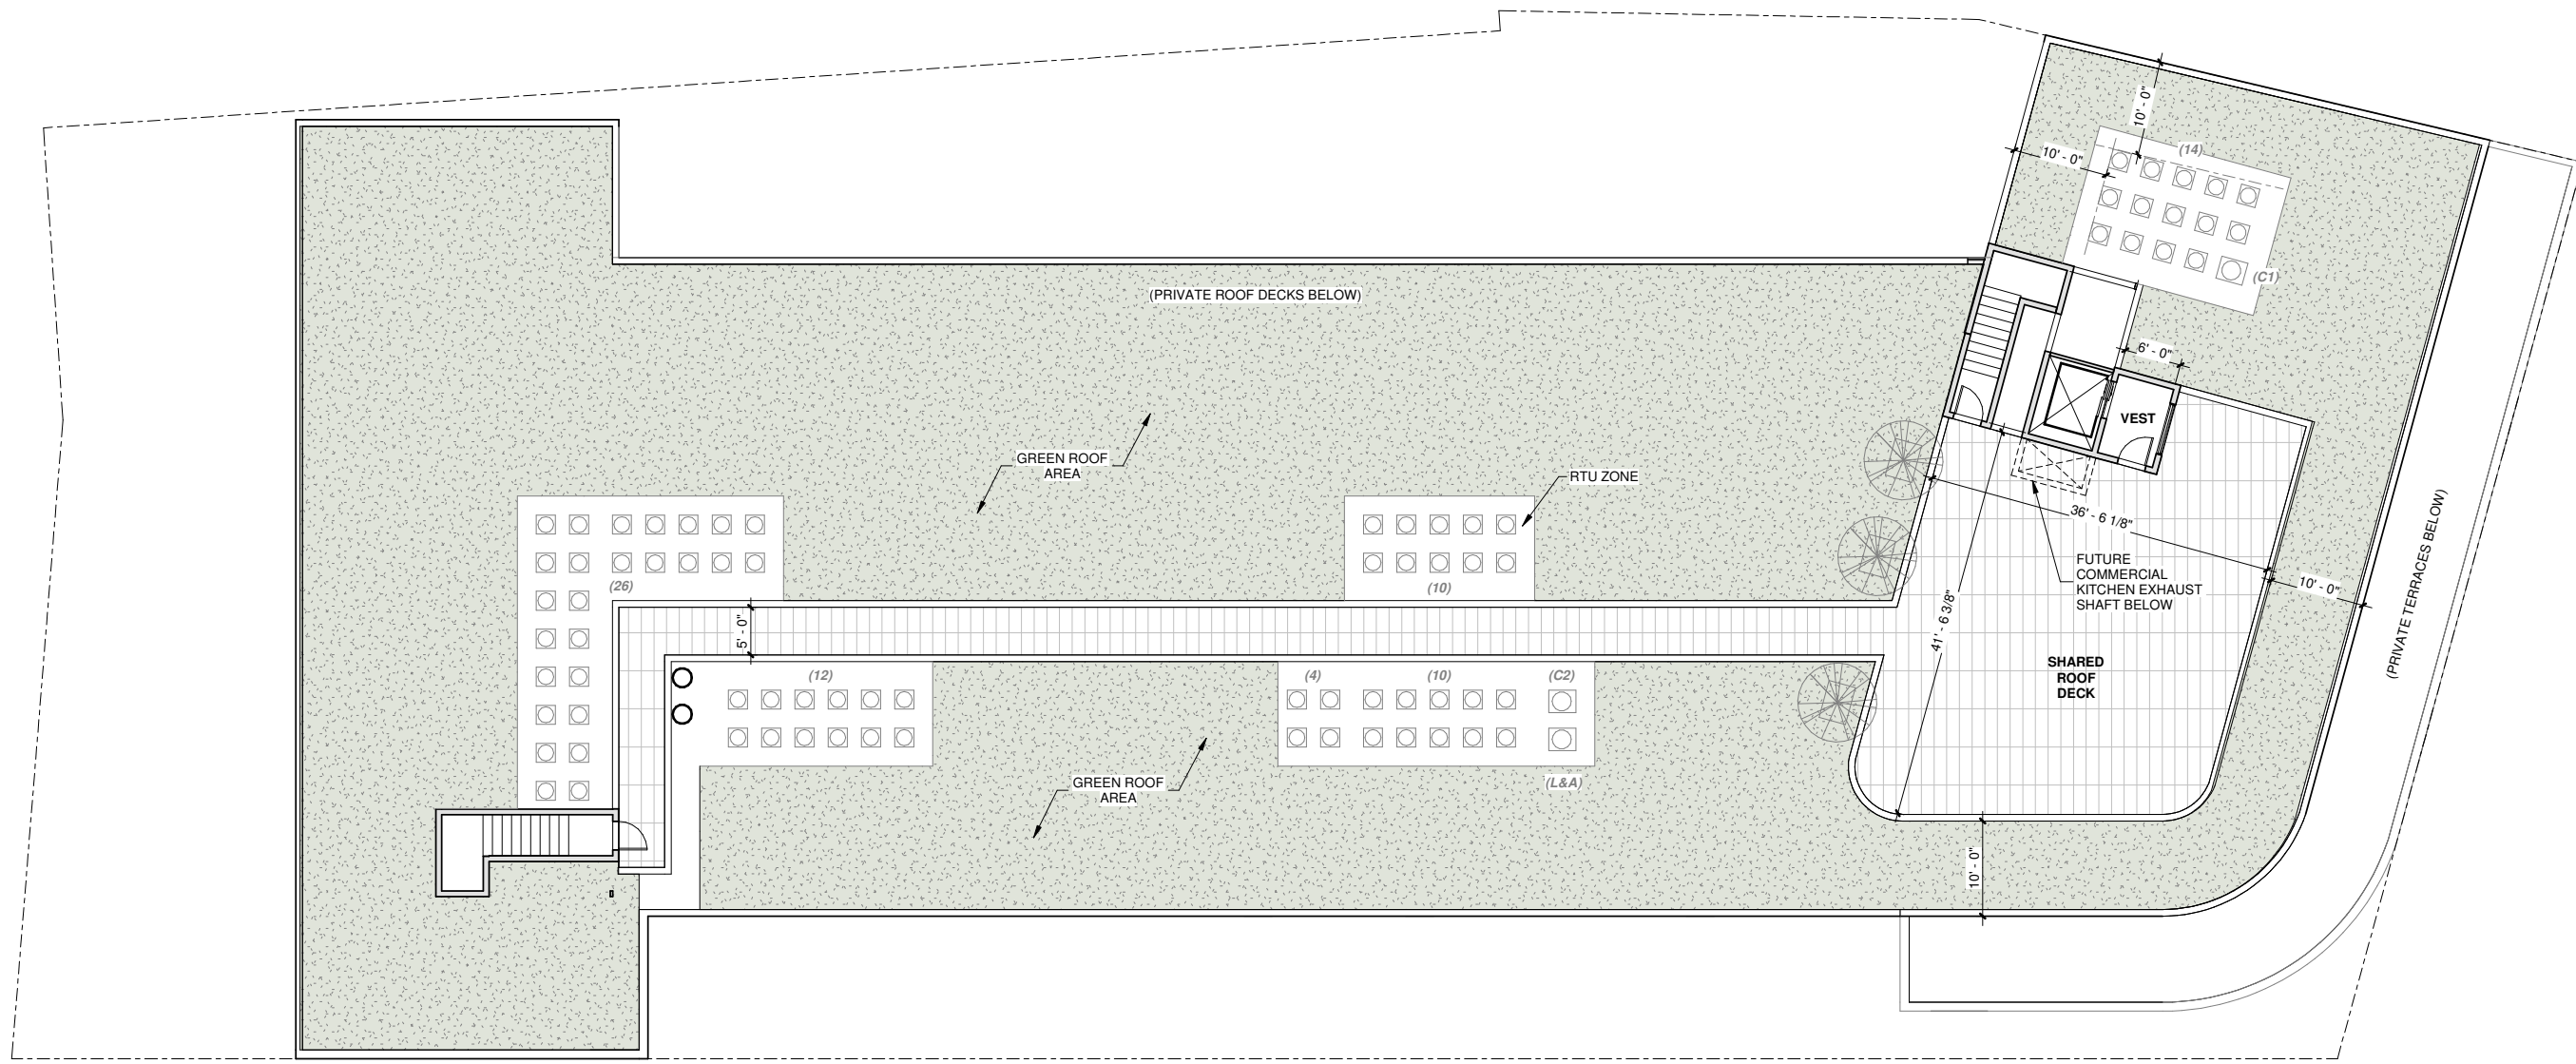 10' - 0"
(14)
10' - 0"
(C1)
(PRIVATE ROOF DECKS BELOW)
6' - 0"
VEST
GREEN ROOF
AREA
RTU ZONE
36' - 6 1/8"
FUTURE
COMMERCIAL
KITCHEN EXHAUST
SHAFT BELOW
10' - 0"
(PRIVATE TERRACES BELOW)
(26)
(10)
5' - 0"
41' - 6 3/8"
SHARED
ROOF
DECK
(12)
(4)
(10)
(C2)
GREEN ROOF
AREA
(L&A)
10' - 0"